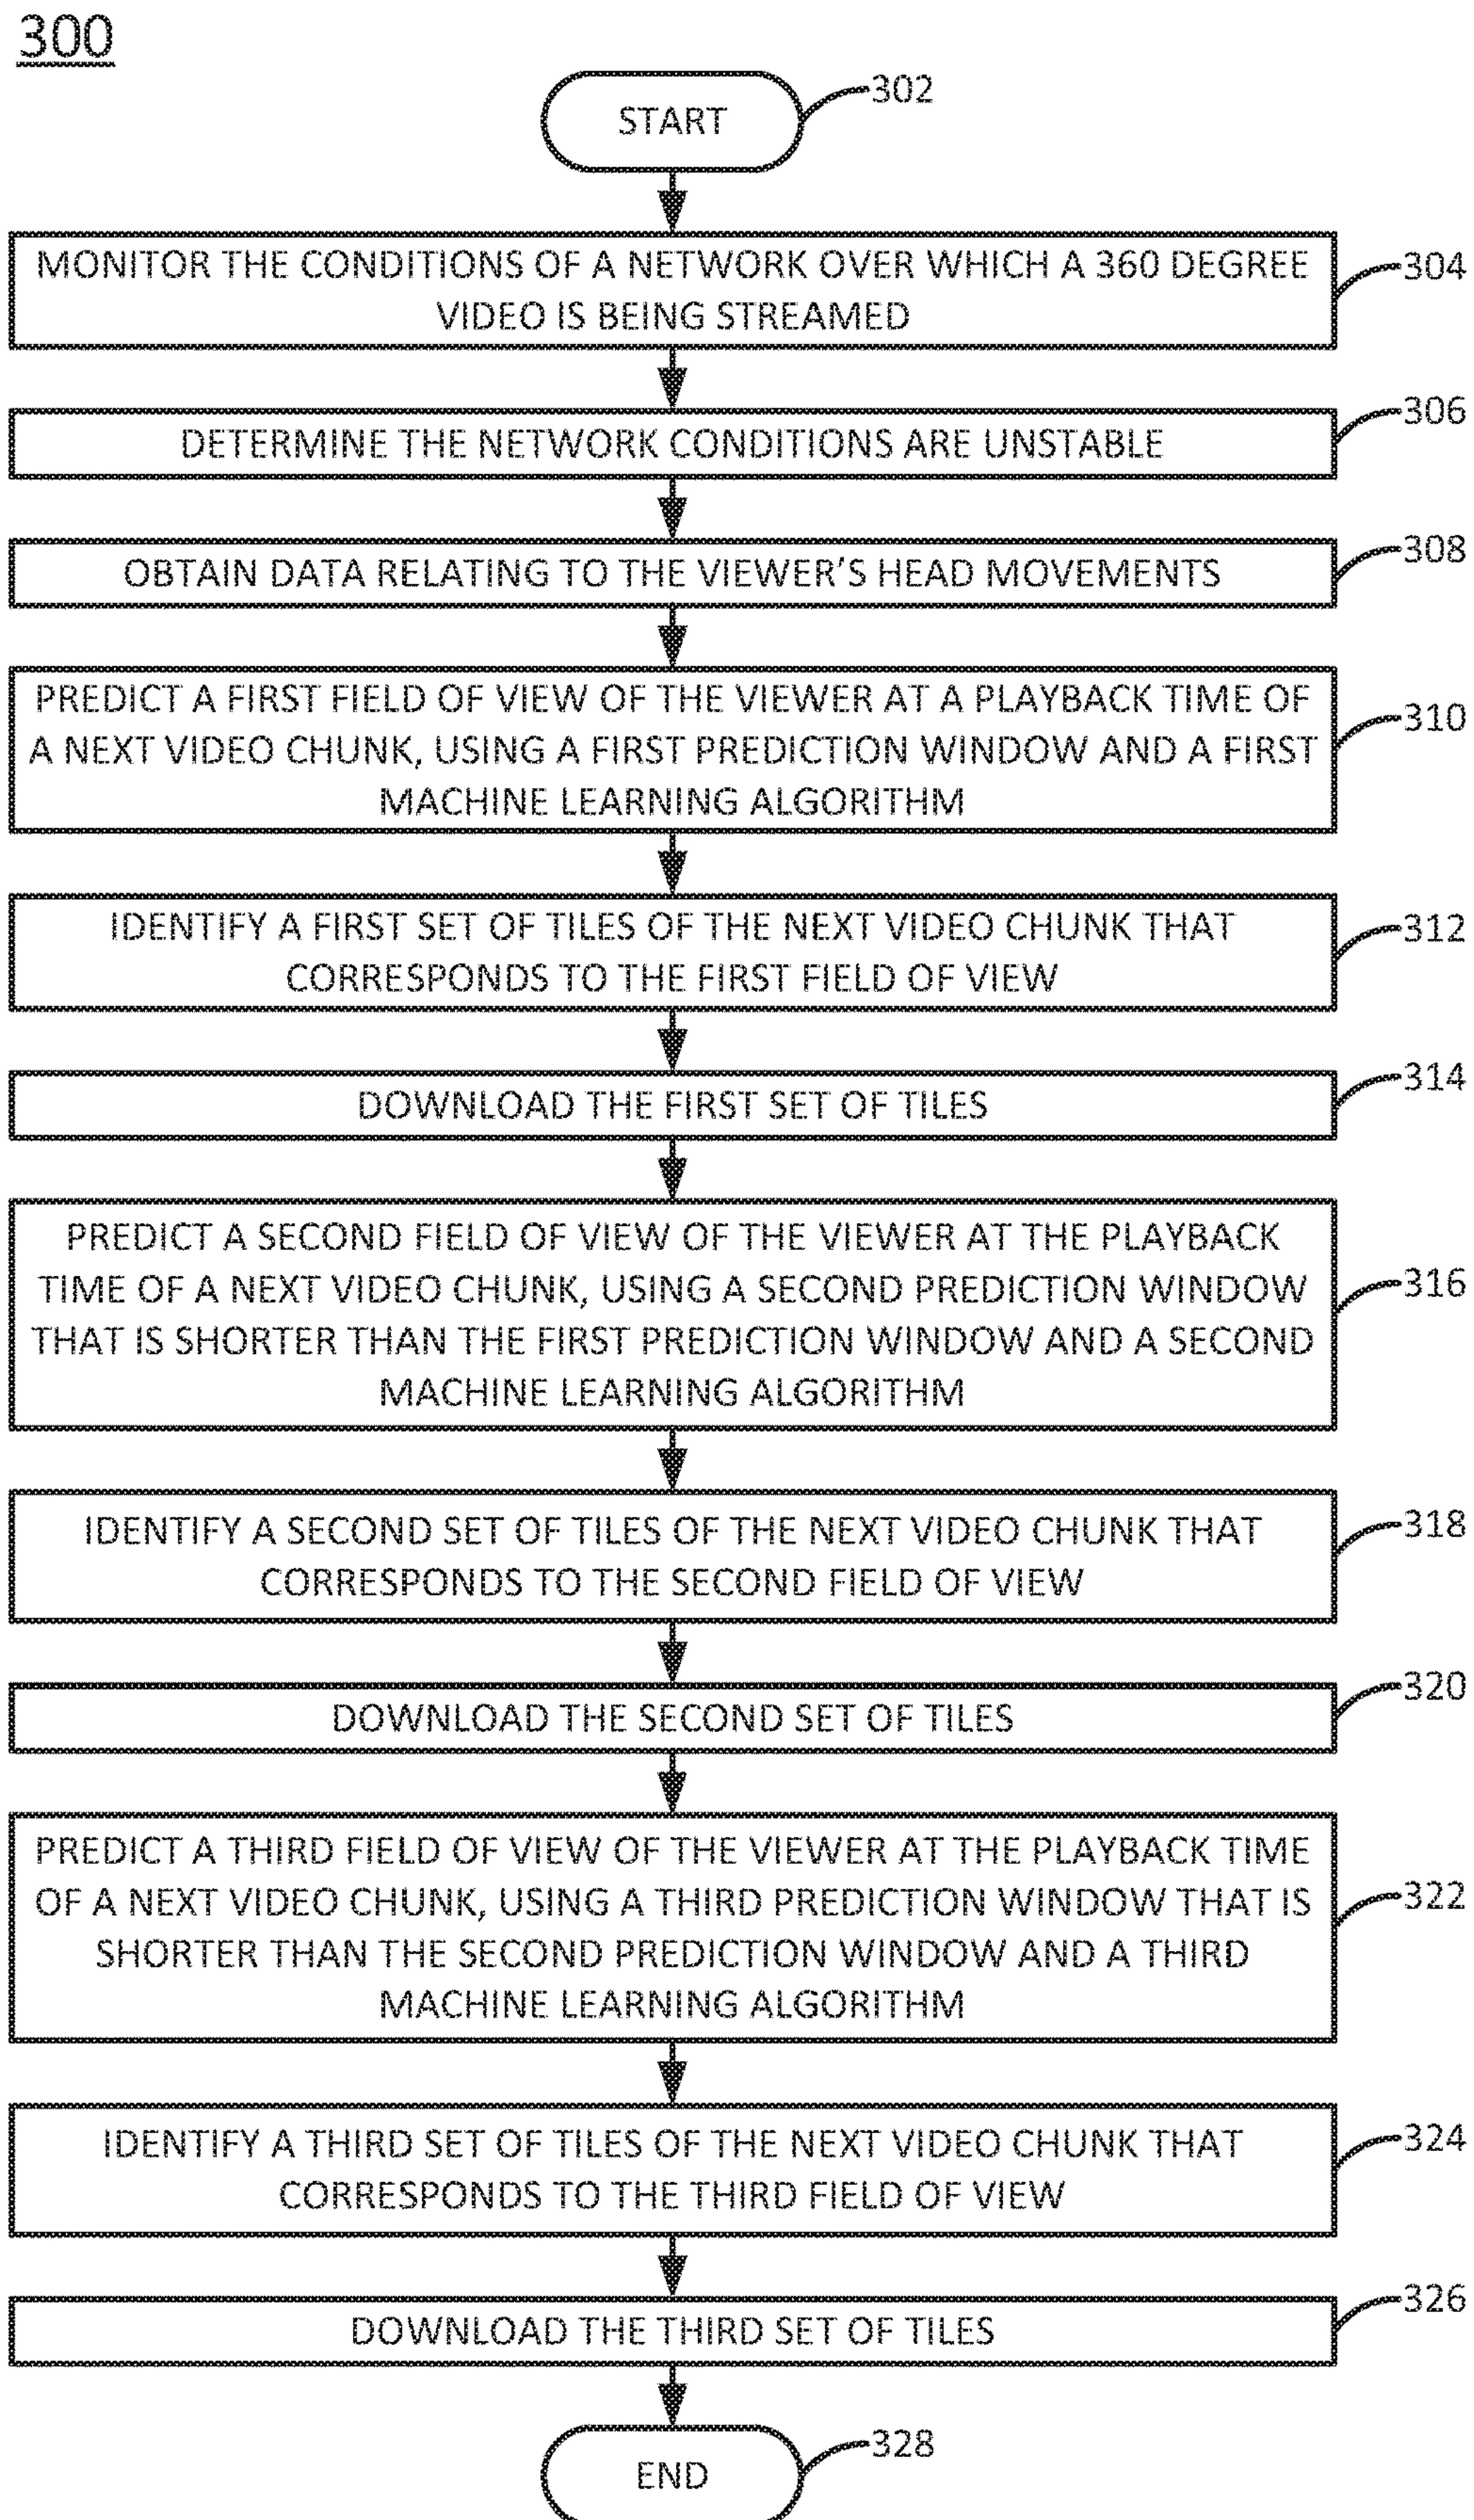 300
START
302
MONITOR THE CONDITIONS OF A NETWORK OVER WHICH A 360 DEGREE
VIDEO IS BEING STREAMED
304
DETERMINE THE NETWORK CONDITIONS ARE UNSTABLE
306
OBTAIN DATA RELATING TO THE VIEWER'S HEAD MOVEMENTS
308
PREDICT A FIRST FIELD OF VIEW OF THE VIEWER AT A PLAYBACK TIME OF
A NEXT VIDEO CHUNK, USING A FIRST PREDICTION WINDOW AND A FIRST
MACHINE LEARNING ALGORITHM
310
IDENTIFY A FIRST SET OF TILES OF THE NEXT VIDEO CHUNK THAT
CORRESPONDS TO THE FIRST FIELD OF VIEW
312
DOWNLOAD THE FIRST SET OF TILES
314
PREDICT A SECOND FIELD OF VIEW OF THE VIEWER AT THE PLAYBACK
TIME OF A NEXT VIDEO CHUNK, USING A SECOND PREDICTION WINDOW
THAT IS SHORTER THAN THE FIRST PREDICTION WINDOW AND A SECOND
MACHINE LEARNING ALGORITHM
316
IDENTIFY A SECOND SET OF TILES OF THE NEXT VIDEO CHUNK THAT
CORRESPONDS TO THE SECOND FIELD OF VIEW
318
DOWNLOAD THE SECOND SET OF TILES
320
PREDICT A THIRD FIELD OF VIEW OF THE VIEWER AT THE PLAYBACK TIME
OF A NEXT VIDEO CHUNK, USING A THIRD PREDICTION WINDOW THAT IS
SHORTER THAN THE SECOND PREDICTION WINDOW AND A THIRD
MACHINE LEARNING ALGORITHM
322
IDENTIFY A THIRD SET OF TILES OF THE NEXT VIDEO CHUNK THAT
CORRESPONDS TO THE THIRD FIELD OF VIEW
324
DOWNLOAD THE THIRD SET OF TILES
326
END
328